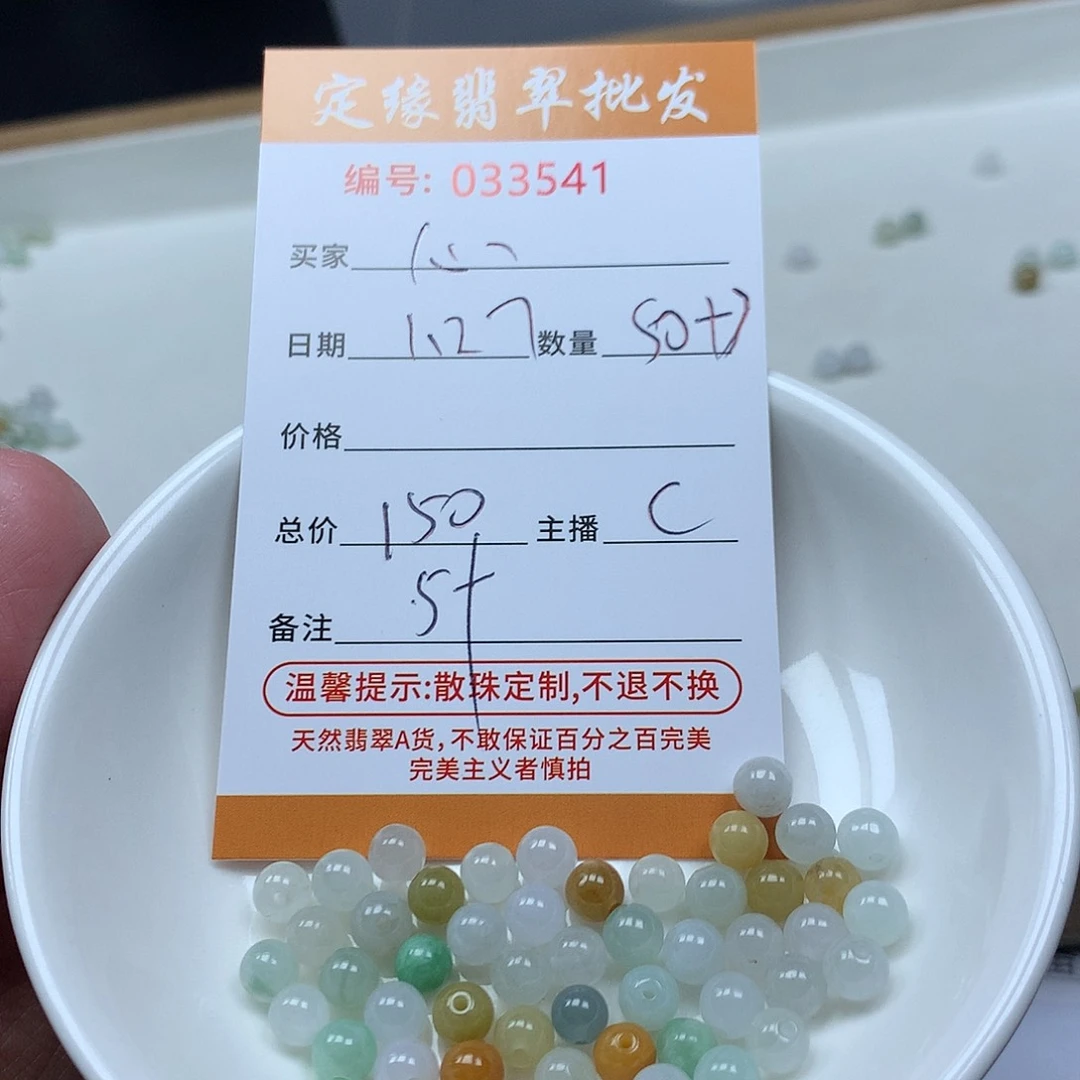 定缘翡翠批发
编号: 033541
买家 心
日期 1.27 数量 50+
价格
总价 150 主播 C
备注 5+
温馨提示:散珠定制,不退不换
天然翡翠A货,不敢保证百分之百完美
完美主义者慎拍